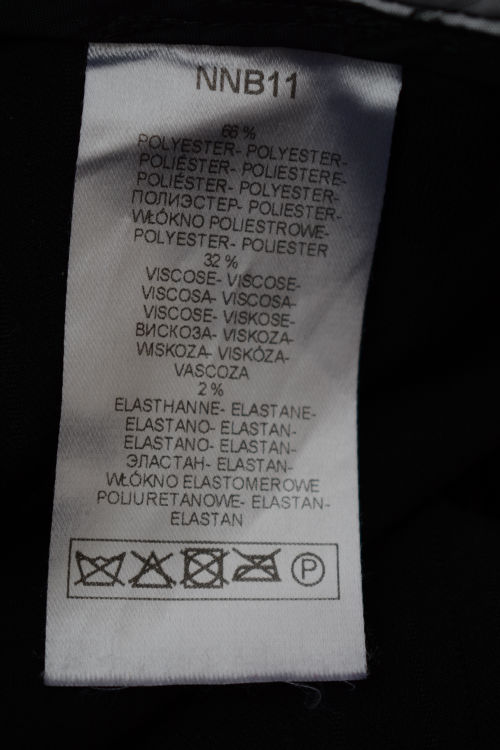 NNB11
66 %
POLYESTER- POLYESTER-
POLIÉSTER- POLIESTERE-
POLIÉSTER- POLYESTER-
ПОЛИЭСТЕР- POLIESTER-
WŁÓKNO POLIESTROWE-
POLYESTER- POLIESTER
32 %
VISCOSE- VISCOSE-
VISCOSA- VISCOSA-
VISCOSE- VISKOSE-
ВИСКОЗА- VISKOZA-
WISKOZA- VISKÓZA-
VASCOZA
2 %
ELASTHANNE- ELASTANE-
ELASTANO- ELASTAN-
ELASTANO- ELASTAN-
ЭЛАСТАН- ELASTAN-
WŁÓKNO ELASTOMEROWE
POLIURETANOWE- ELASTAN-
ELASTAN
P